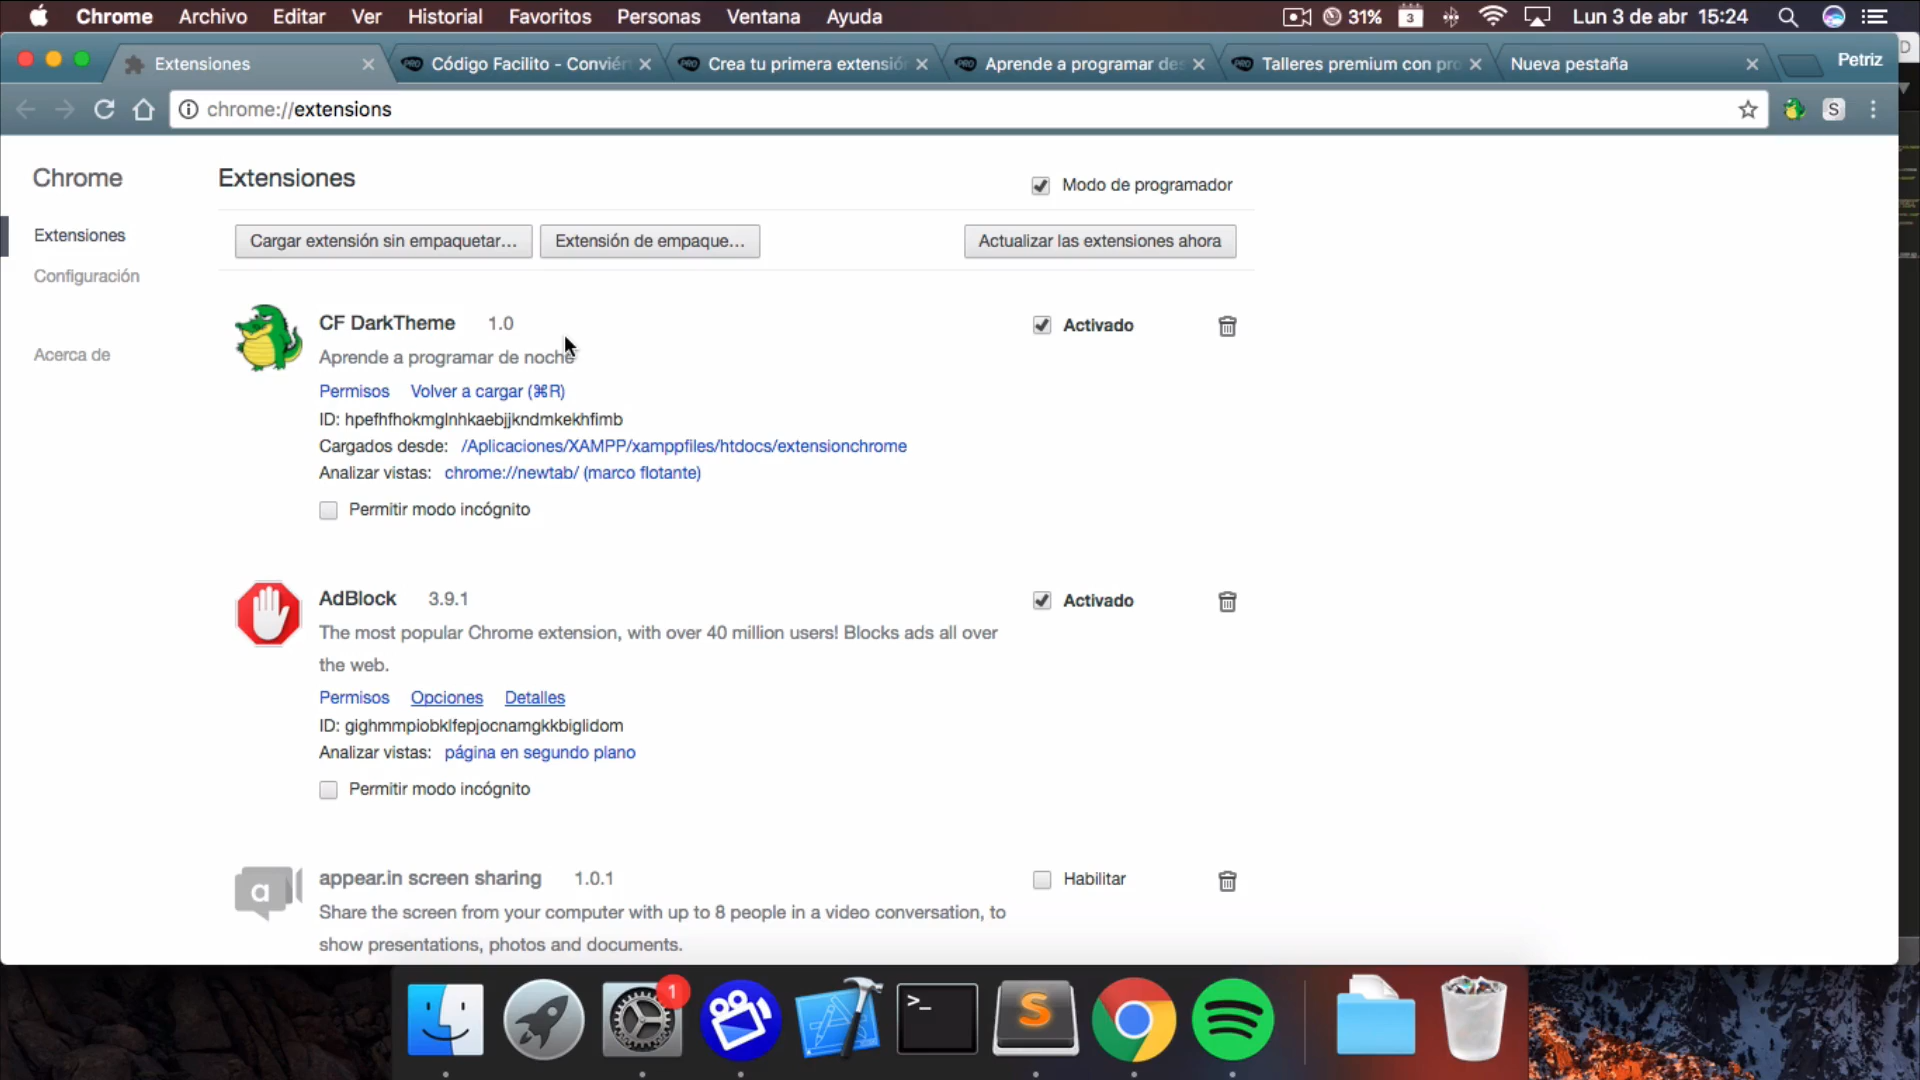 Chrome Archivo Editar Ver Historial Favoritos Personas Ventana Ayuda 31% 3 Lun 3 de abr 15:24
Extensiones Código Facilito - Convié Crea tu primera extensió Aprende a programar de Talleres premium con pro Nueva pestaña Petriz
chrome://extensions S
Chrome
Extensiones
Configuración
Acerca de
Extensiones
Modo de programador
Cargar extensión sin empaquetar... Extensión de empaque... Actualizar las extensiones ahora
CF DarkTheme 1.0
Activado
Aprende a programar de noche
Permisos Volver a cargar (⌘R)
ID: hpefhfhokmglnhkaebjjkndmkekhfimb
Cargados desde: /Aplicaciones/XAMPP/xamppfiles/htdocs/extensionchrome
Analizar vistas: chrome://newtab/ (marco flotante)
Permitir modo incógnito
AdBlock 3.9.1
Activado
The most popular Chrome extension, with over 40 million users! Blocks ads all over
the web.
Permisos Opciones Detalles
ID: gighmmpiobklfepjocnamgkkbiglidom
Analizar vistas: página en segundo plano
Permitir modo incógnito
a
appear.in screen sharing 1.0.1
Habilitar
Share the screen from your computer with up to 8 people in a video conversation, to
show presentations, photos and documents.
1
>_
S